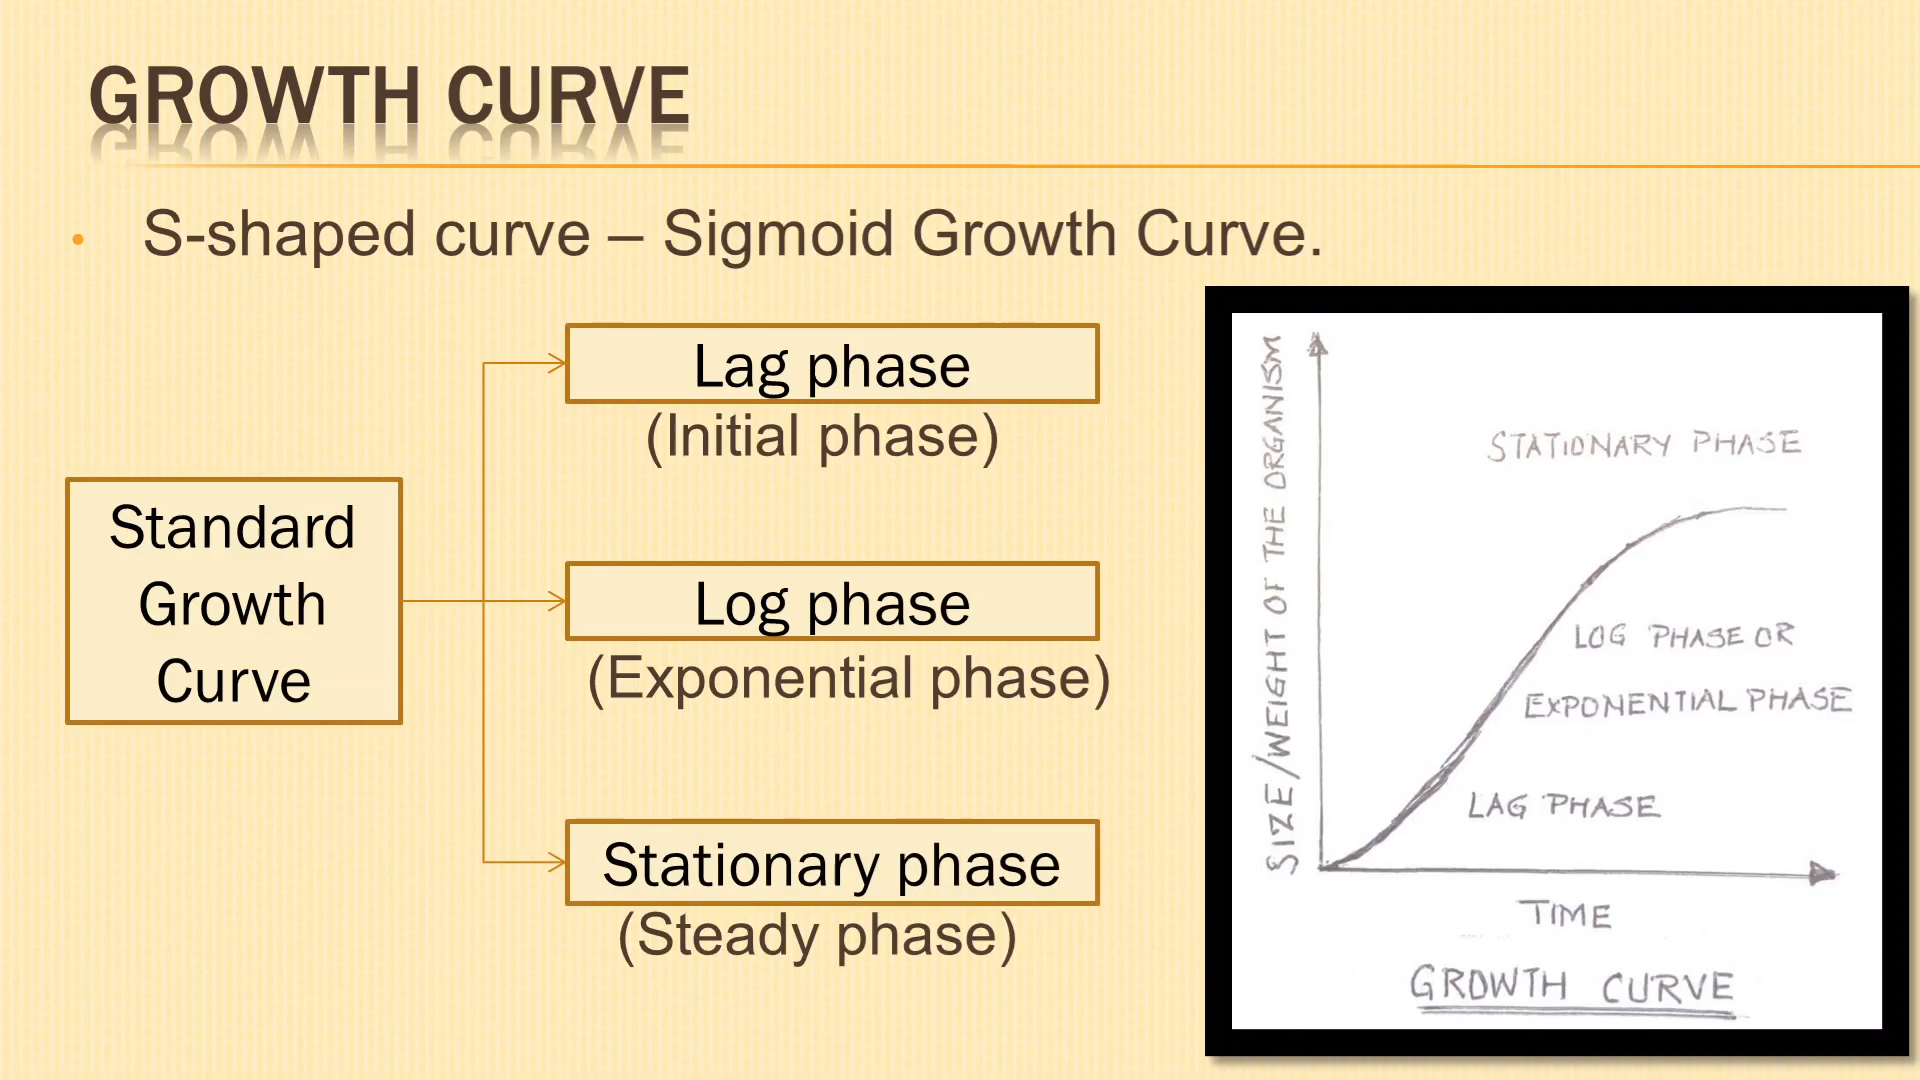 GROWTH CURVE
• S-shaped curve – Sigmoid Growth Curve.
Standard
Growth
Curve
Lag phase
(Initial phase)
Log phase
(Exponential phase)
Stationary phase
(Steady phase)
SIZE/WEIGHT OF THE ORGANISM
STATIONARY PHASE
LOG PHASE OR
EXPONENTIAL PHASE
LAG PHASE
TIME
GROWTH CURVE